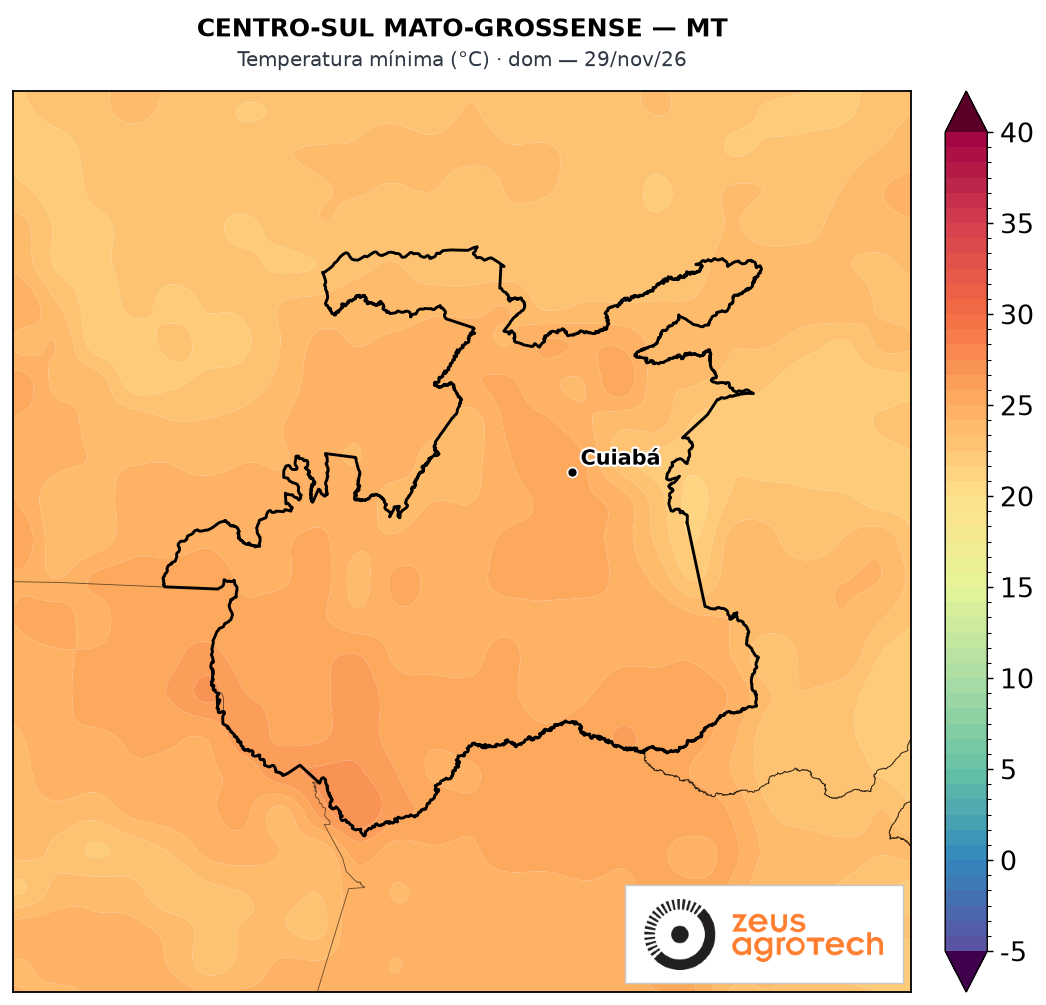 CENTRO-SUL MATO-GROSSENSE — MT
Temperatura mínima (°C) · dom — 29/nov/26
40
35
30
25
20
15
10
5
0
-5
Cuiabá
zeus
agrotech